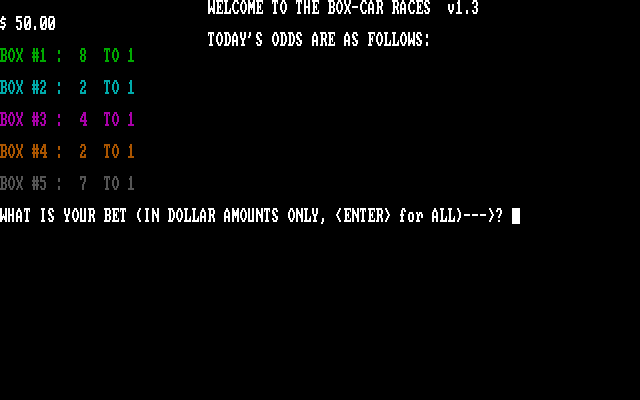 WELCOME TO THE BOX-CAR RACES  v1.3
$ 50.00
TODAY'S ODDS ARE AS FOLLOWS:
BOX #1 :  8  TO 1
BOX #2 :  2  TO 1
BOX #3 :  4  TO 1
BOX #4 :  2  TO 1
BOX #5 :  7  TO 1
WHAT IS YOUR BET (IN DOLLAR AMOUNTS ONLY, <ENTER> for ALL)--->?